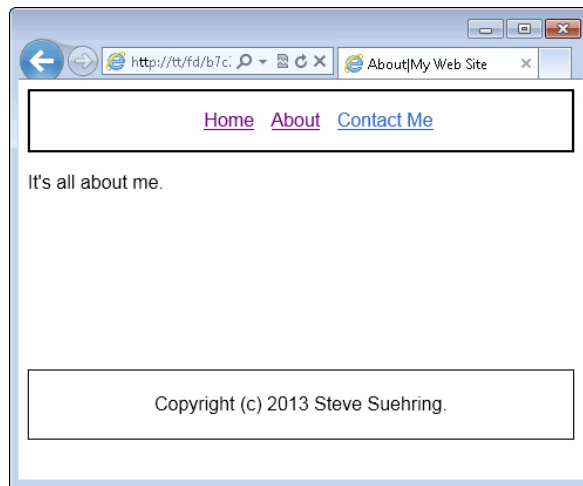 http://tt/fd/b7c
About|My Web Site
Home About Contact Me
It's all about me.
Copyright (c) 2013 Steve Suehring.